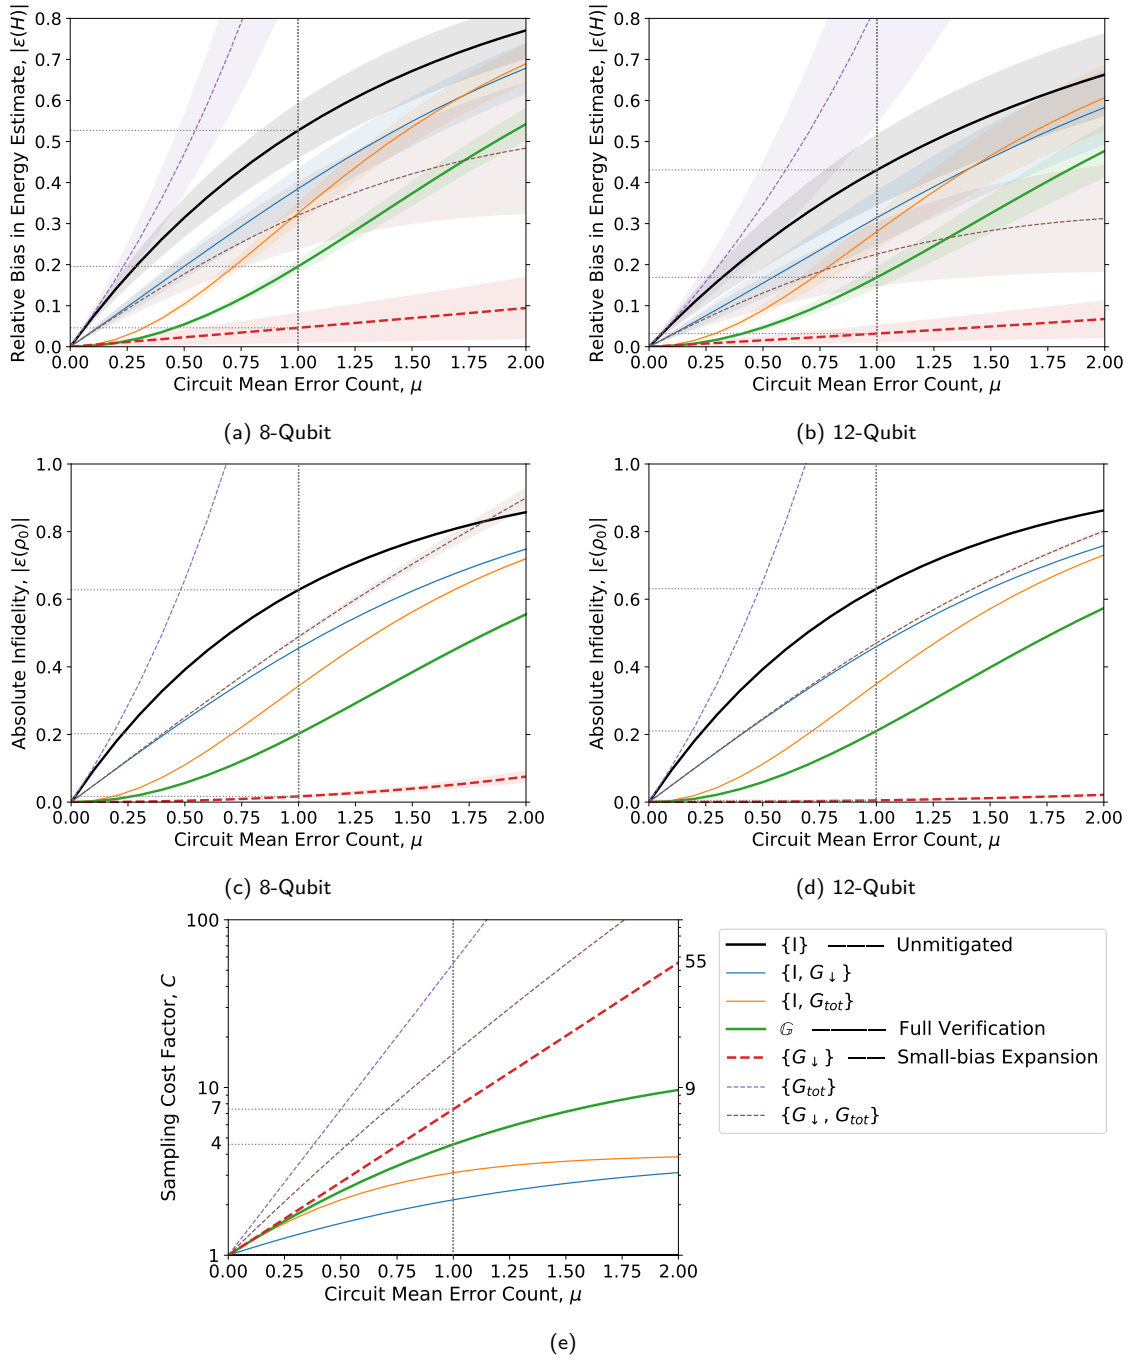 Relative Bias in Energy Estimate, |ε(H)|
0.8
0.7
0.6
0.5
0.4
0.3
0.2
0.1
0.0
0.00 0.25 0.50 0.75 1.00 1.25 1.50 1.75 2.00
Circuit Mean Error Count, μ
(a) 8-Qubit
Relative Bias in Energy Estimate, |ε(H)|
0.8
0.7
0.6
0.5
0.4
0.3
0.2
0.1
0.0
0.00 0.25 0.50 0.75 1.00 1.25 1.50 1.75 2.00
Circuit Mean Error Count, μ
(b) 12-Qubit
Absolute Infidelity, |ε(ρ₀)|
1.0
0.8
0.6
0.4
0.2
0.0
0.00 0.25 0.50 0.75 1.00 1.25 1.50 1.75 2.00
Circuit Mean Error Count, μ
(c) 8-Qubit
Absolute Infidelity, |ε(ρ₀)|
1.0
0.8
0.6
0.4
0.2
0.0
0.00 0.25 0.50 0.75 1.00 1.25 1.50 1.75 2.00
Circuit Mean Error Count, μ
(d) 12-Qubit
Sampling Cost Factor, C
100
10
7
4
1
55
9
0.00 0.25 0.50 0.75 1.00 1.25 1.50 1.75 2.00
Circuit Mean Error Count, μ
(e)
{I} ——— Unmitigated
{I, G↓}
{I, Gtot}
𝔾 ———— Full Verification
{G↓} —— Small-bias Expansion
{Gtot}
{G↓, Gtot}